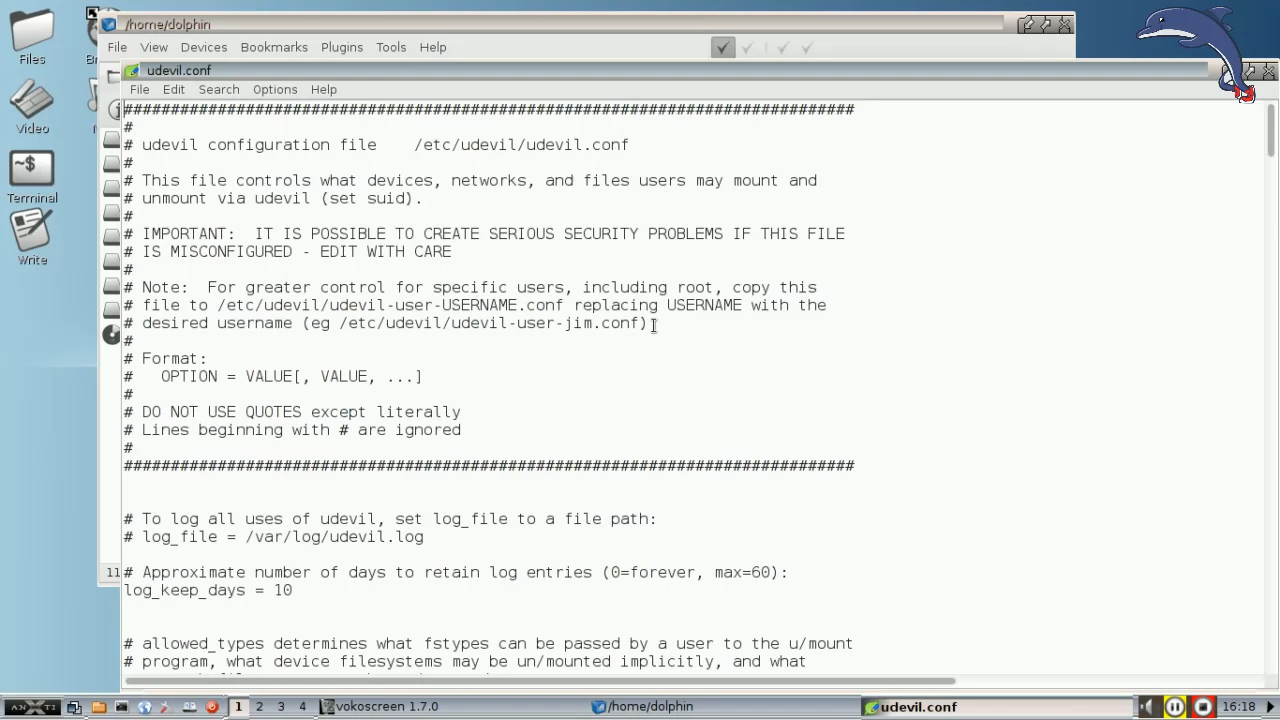 /home/dolphin
File View Devices Bookmarks Plugins Tools Help
Files
Video
~$
Terminal
Write
udevil.conf
File Edit Search Options Help
##############################################################################
#
# udevil configuration file    /etc/udevil/udevil.conf
#
# This file controls what devices, networks, and files users may mount and
# unmount via udevil (set suid).
#
# IMPORTANT:  IT IS POSSIBLE TO CREATE SERIOUS SECURITY PROBLEMS IF THIS FILE
# IS MISCONFIGURED - EDIT WITH CARE
#
# Note:  For greater control for specific users, including root, copy this
# file to /etc/udevil/udevil-user-USERNAME.conf replacing USERNAME with the
# desired username (eg /etc/udevil/udevil-user-jim.conf)
#
# Format:
#   OPTION = VALUE[, VALUE, ...]
#
# DO NOT USE QUOTES except literally
# Lines beginning with # are ignored
#
##############################################################################
# To log all uses of udevil, set log_file to a file path:
# log_file = /var/log/udevil.log
# Approximate number of days to retain log entries (0=forever, max=60):
log_keep_days = 10
# allowed_types determines what fstypes can be passed by a user to the u/mount
# program, what device filesystems may be un/mounted implicitly, and what
11
1 2 3 4 vokoscreen 1.7.0 /home/dolphin udevil.conf 16:18